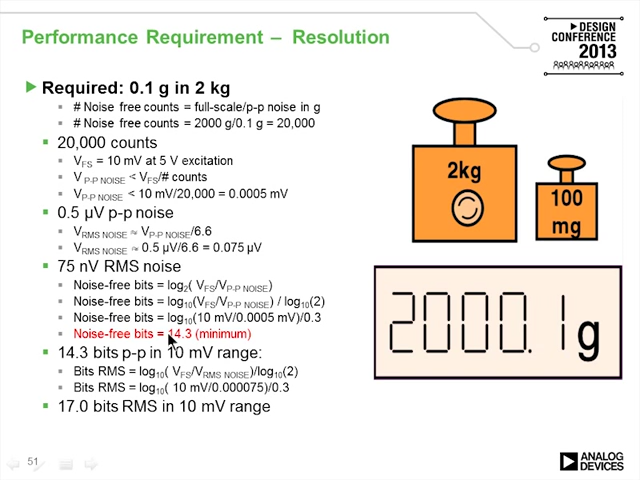 Performance Requirement – Resolution
DESIGN
CONFERENCE
2013
Required: 0.1 g in 2 kg
# Noise free counts = full-scale/p-p noise in g
# Noise free counts = 2000 g/0.1 g = 20,000
20,000 counts
VFS = 10 mV at 5 V excitation
V P-P NOISE < VFS/# counts
VP-P NOISE < 10 mV/20,000 = 0.0005 mV
0.5 µV p-p noise
VRMS NOISE ≈ VP-P NOISE/6.6
VRMS NOISE ≈ 0.5 µV/6.6 = 0.075 µV
75 nV RMS noise
Noise-free bits = log2( VFS/VP-P NOISE)
Noise-free bits = log10(VFS/VP-P NOISE) / log10(2)
Noise-free bits = log10(10 mV/0.0005 mV)/0.3
Noise-free bits = 14.3 (minimum)
14.3 bits p-p in 10 mV range:
Bits RMS = log10( VFS/VRMS NOISE)/log10(2)
Bits RMS = log10( 10 mV/0.000075)/0.3
17.0 bits RMS in 10 mV range
2kg
100
mg
2000.1g
51
ANALOG
DEVICES